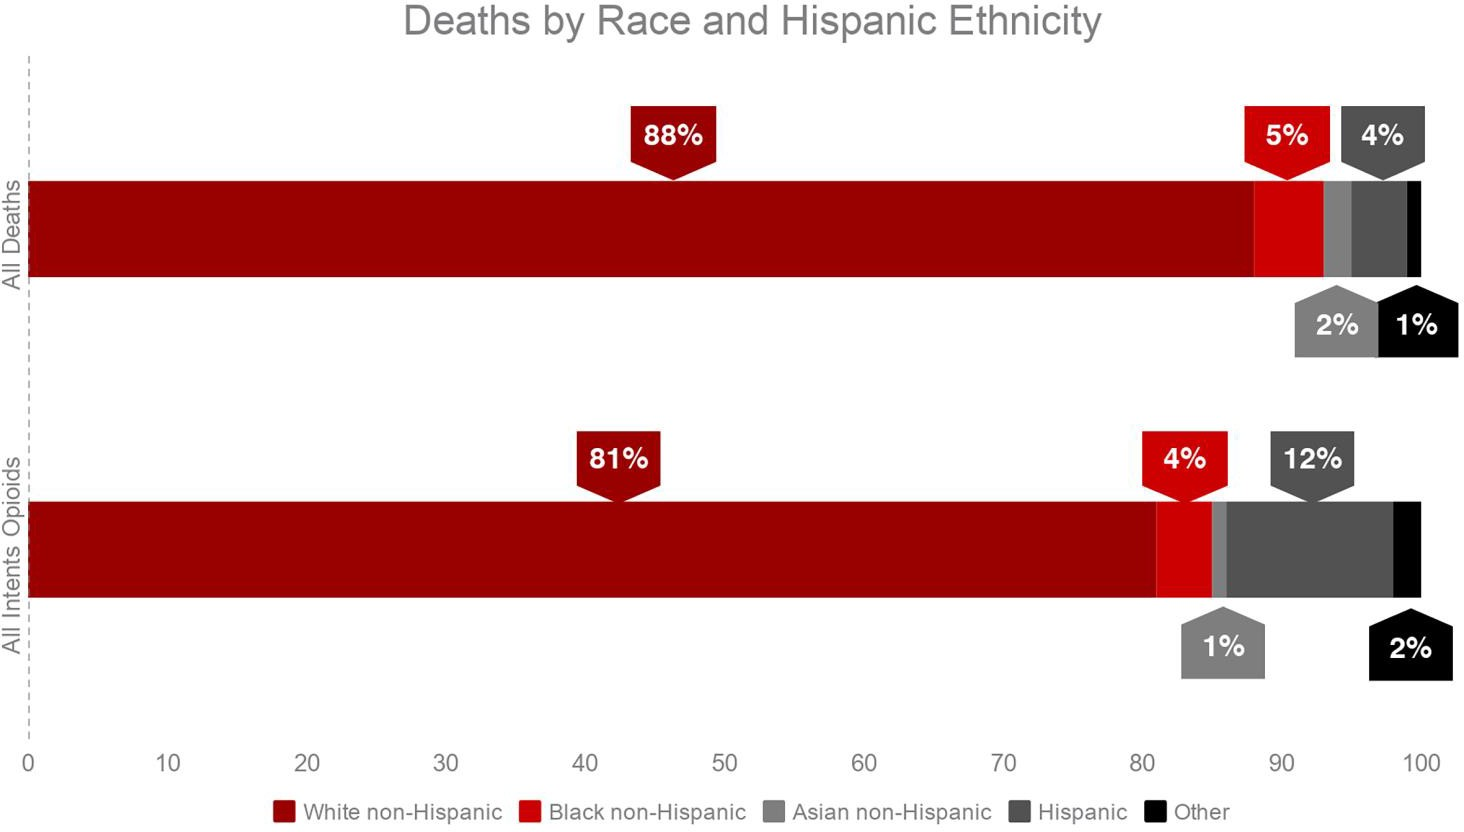 Deaths by Race and Hispanic Ethnicity
All Deaths
88%
5%
4%
2%
1%
All Intents Opioids
81%
4%
12%
1%
2%
0 10 20 30 40 50 60 70 80 90 100
White non-Hispanic Black non-Hispanic Asian non-Hispanic Hispanic Other